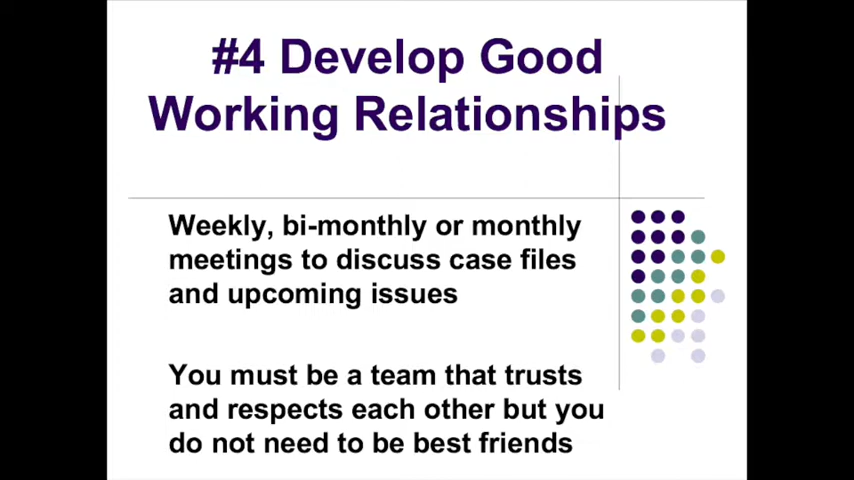 #4 Develop Good
Working Relationships
Weekly, bi-monthly or monthly
meetings to discuss case files
and upcoming issues
You must be a team that trusts
and respects each other but you
do not need to be best friends